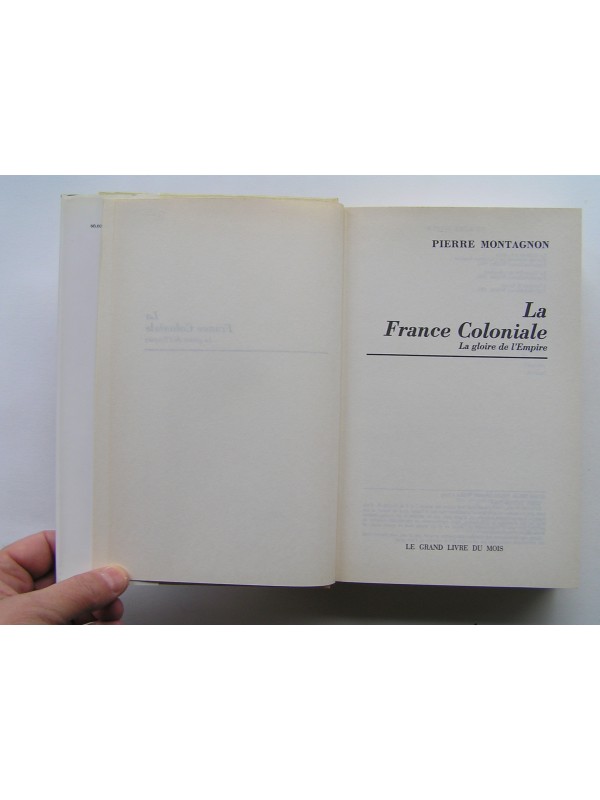 PIERRE MONTAGNON
La
France Coloniale
La gloire de l'Empire
LE GRAND LIVRE DU MOIS